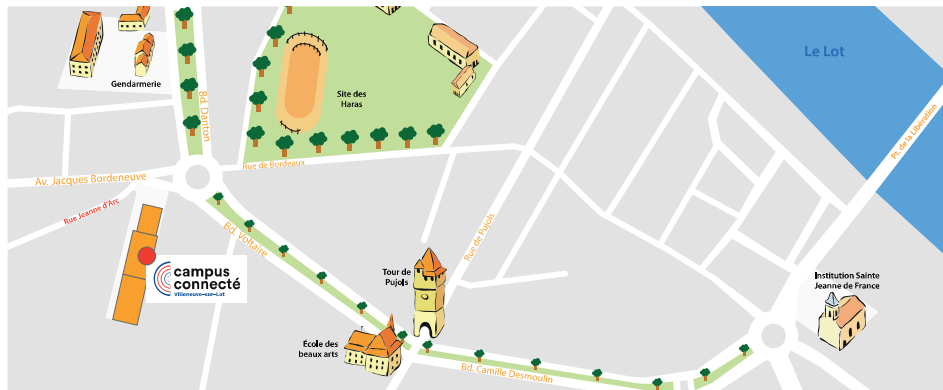 Le Lot
Gendarmerie
Site des
Haras
Bd. Danton
Pt. de la Libération
Rue de Bordeaux
Av. Jacques Bordeneuve
Rue Jeanne d'Arc
Bd. Voltaire
Rue de Pujols
campus
connecté
Villeneuve-sur-Lot
Tour de
Pujols
Institution Sainte
Jeanne de France
École des
beaux arts
Bd. Camille Desmoulin